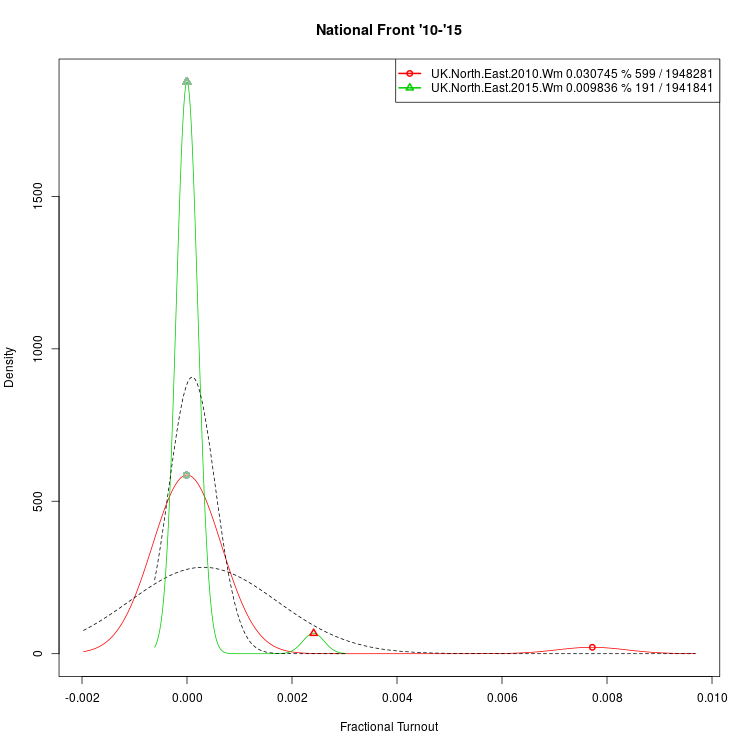 National Front '10-'15
UK.North.East.2010.Wm 0.030745 % 599 / 1948281
UK.North.East.2015.Wm 0.009836 % 191 / 1941841
Density
1500
1000
500
0
-0.002 0.000 0.002 0.004 0.006 0.008 0.010
Fractional Turnout